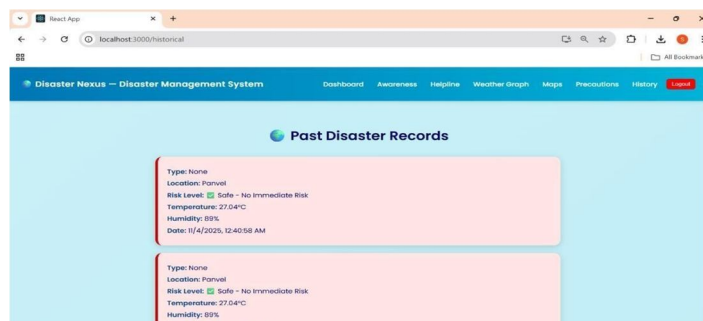 React App
localhost:3000/historical
All Bookmark
Disaster Nexus — Disaster Management System
Dashboard Awareness Helpline Weather Graph Maps Precautions History Logout
Past Disaster Records
Type: None
Location: Panvel
Risk Level: ✅ Safe - No Immediate Risk
Temperature: 27.04°C
Humidity: 89%
Date: 11/4/2025, 12:40:58 AM
Type: None
Location: Panvel
Risk Level: ✅ Safe - No Immediate Risk
Temperature: 27.04°C
Humidity: 89%